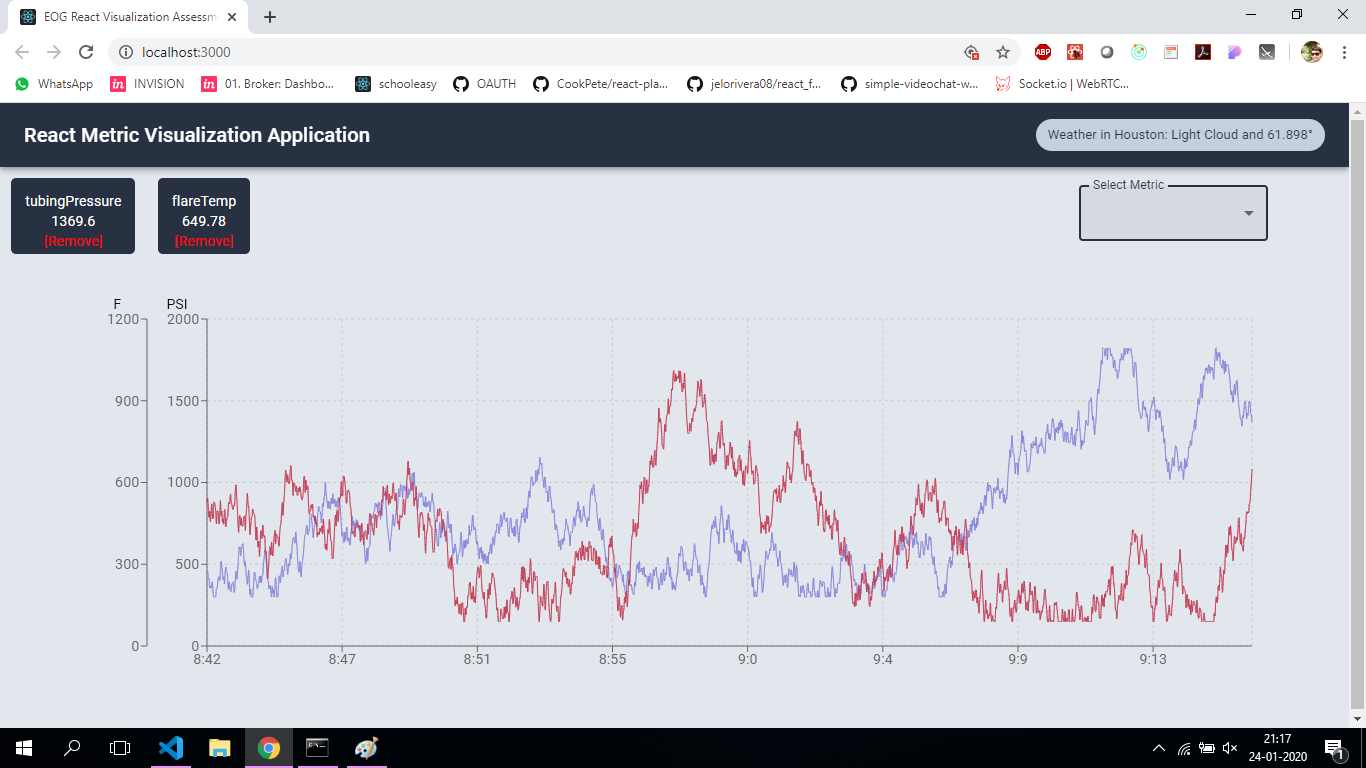 EOG React Visualization Assessm
localhost:3000
ABP
WhatsApp
in INVISION
in 01. Broker: Dashbo...
schooleasy
OAUTH
CookPete/react-pla...
jelorivera08/react_f...
simple-videochat-w...
Socket.io | WebRTC...
React Metric Visualization Application
Weather in Houston: Light Cloud and 61.898°
tubingPressure
1369.6
[Remove]
flareTemp
649.78
[Remove]
Select Metric
F
PSI
1200
2000
900
1500
600
1000
300
500
0
0
8:42
8:47
8:51
8:55
9:0
9:4
9:9
9:13
21:17
24-01-2020
1